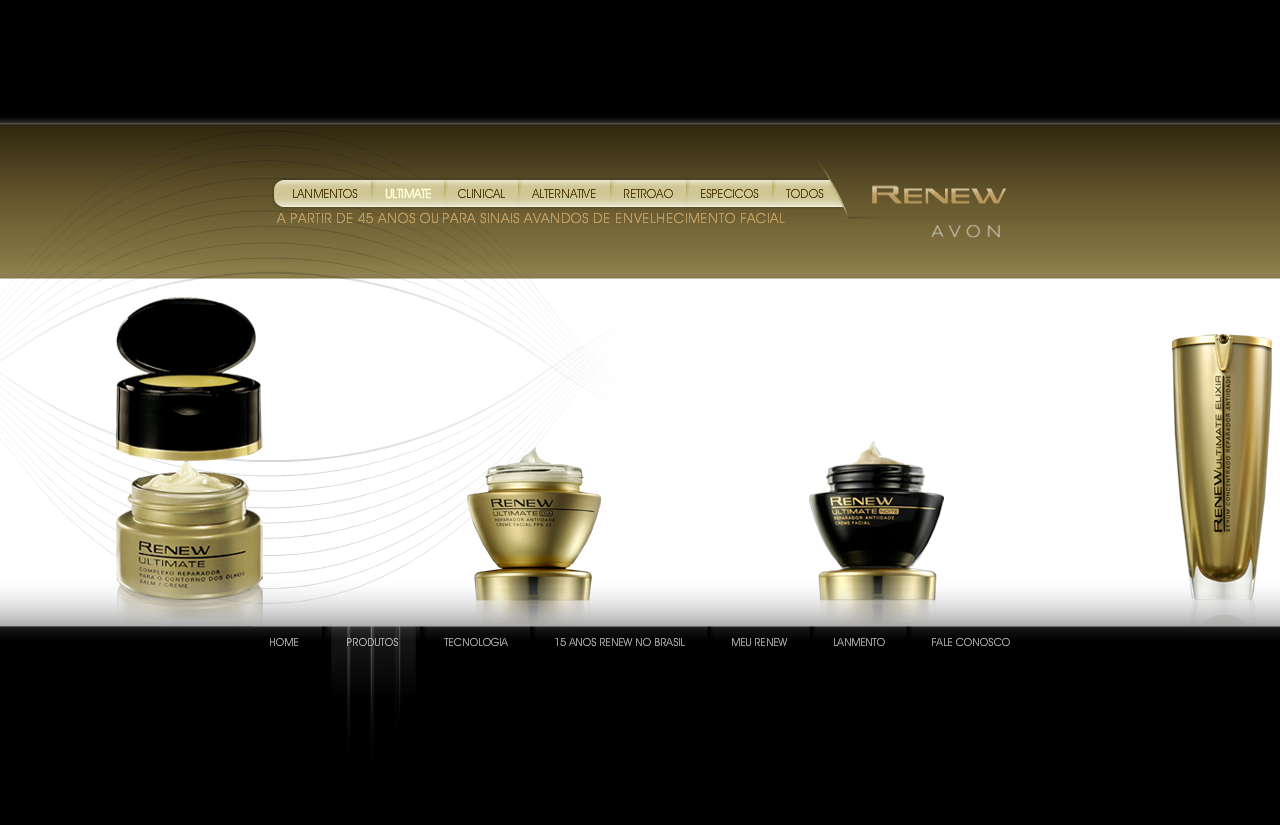 LANMENTOS ULTIMATE CLINICAL ALTERNATIVE RETROAO ESPECICOS TODOS
A PARTIR DE 45 ANOS OU PARA SINAIS AVANDOS DE ENVELHECIMENTO FACIAL
RENEW
AVON
RENEW
ULTIMATE
COMPLEXO REPARADOR
PARA O CONTORNO DOS OLHOS
BALM / CREME
RENEW
ULTIMATE DIA
REPARADOR ANTIIDADE
CREME FACIAL FPS 24
RENEW
ULTIMATE NOITE
REPARADOR ANTIIDADE
CREME FACIAL
RENEW ULTIMATE ELIXIR
SÉRUM CONCENTRADO REPARADOR ANTIIDADE
HOME PRODUTOS TECNOLOGIA 15 ANOS RENEW NO BRASIL MEU RENEW LANMENTO FALE CONOSCO